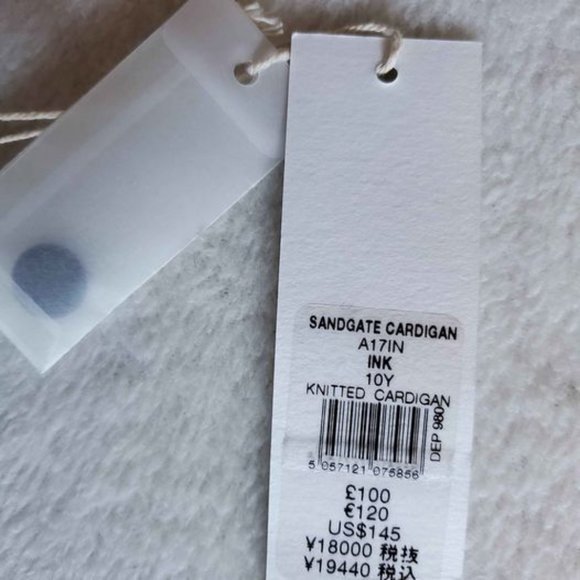 SANDGATE CARDIGAN
A17IN
INK
10Y
KNITTED CARDIGAN
DEP 980
5 057121 075856
£100
€120
US$145
¥18000 税抜
¥19440 税込